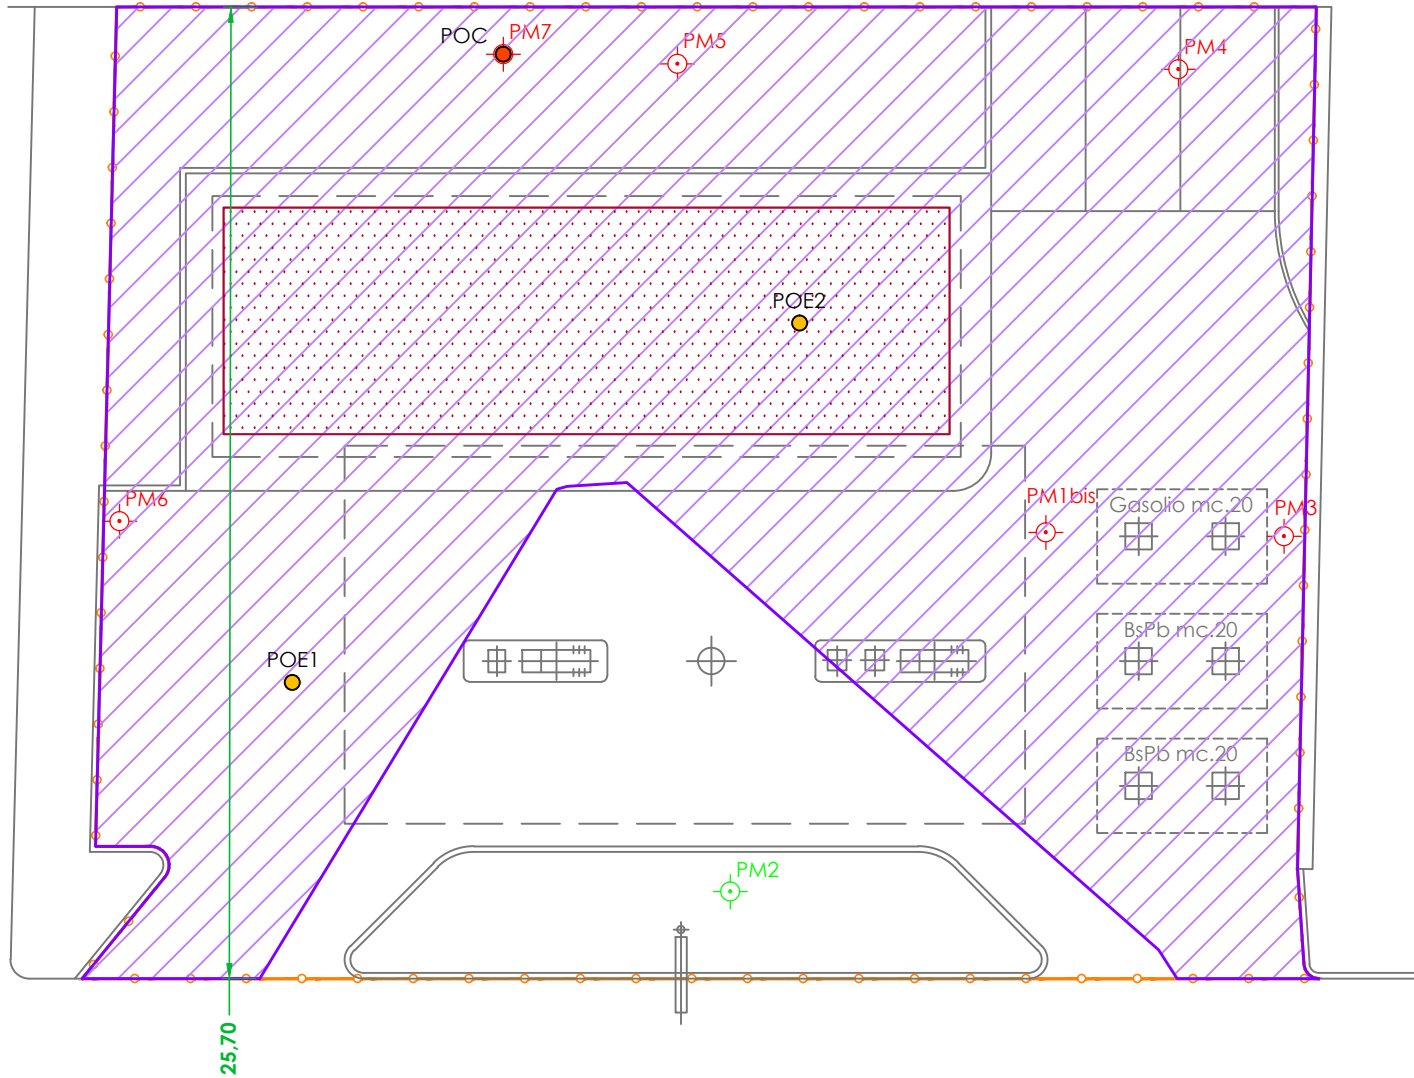 POC
PM7
PM5
PM4
POE2
PM6
PM1bis
Gasolio mc.20
PM3
BsPb mc.20
POE1
BsPb mc.20
PM2
25,70